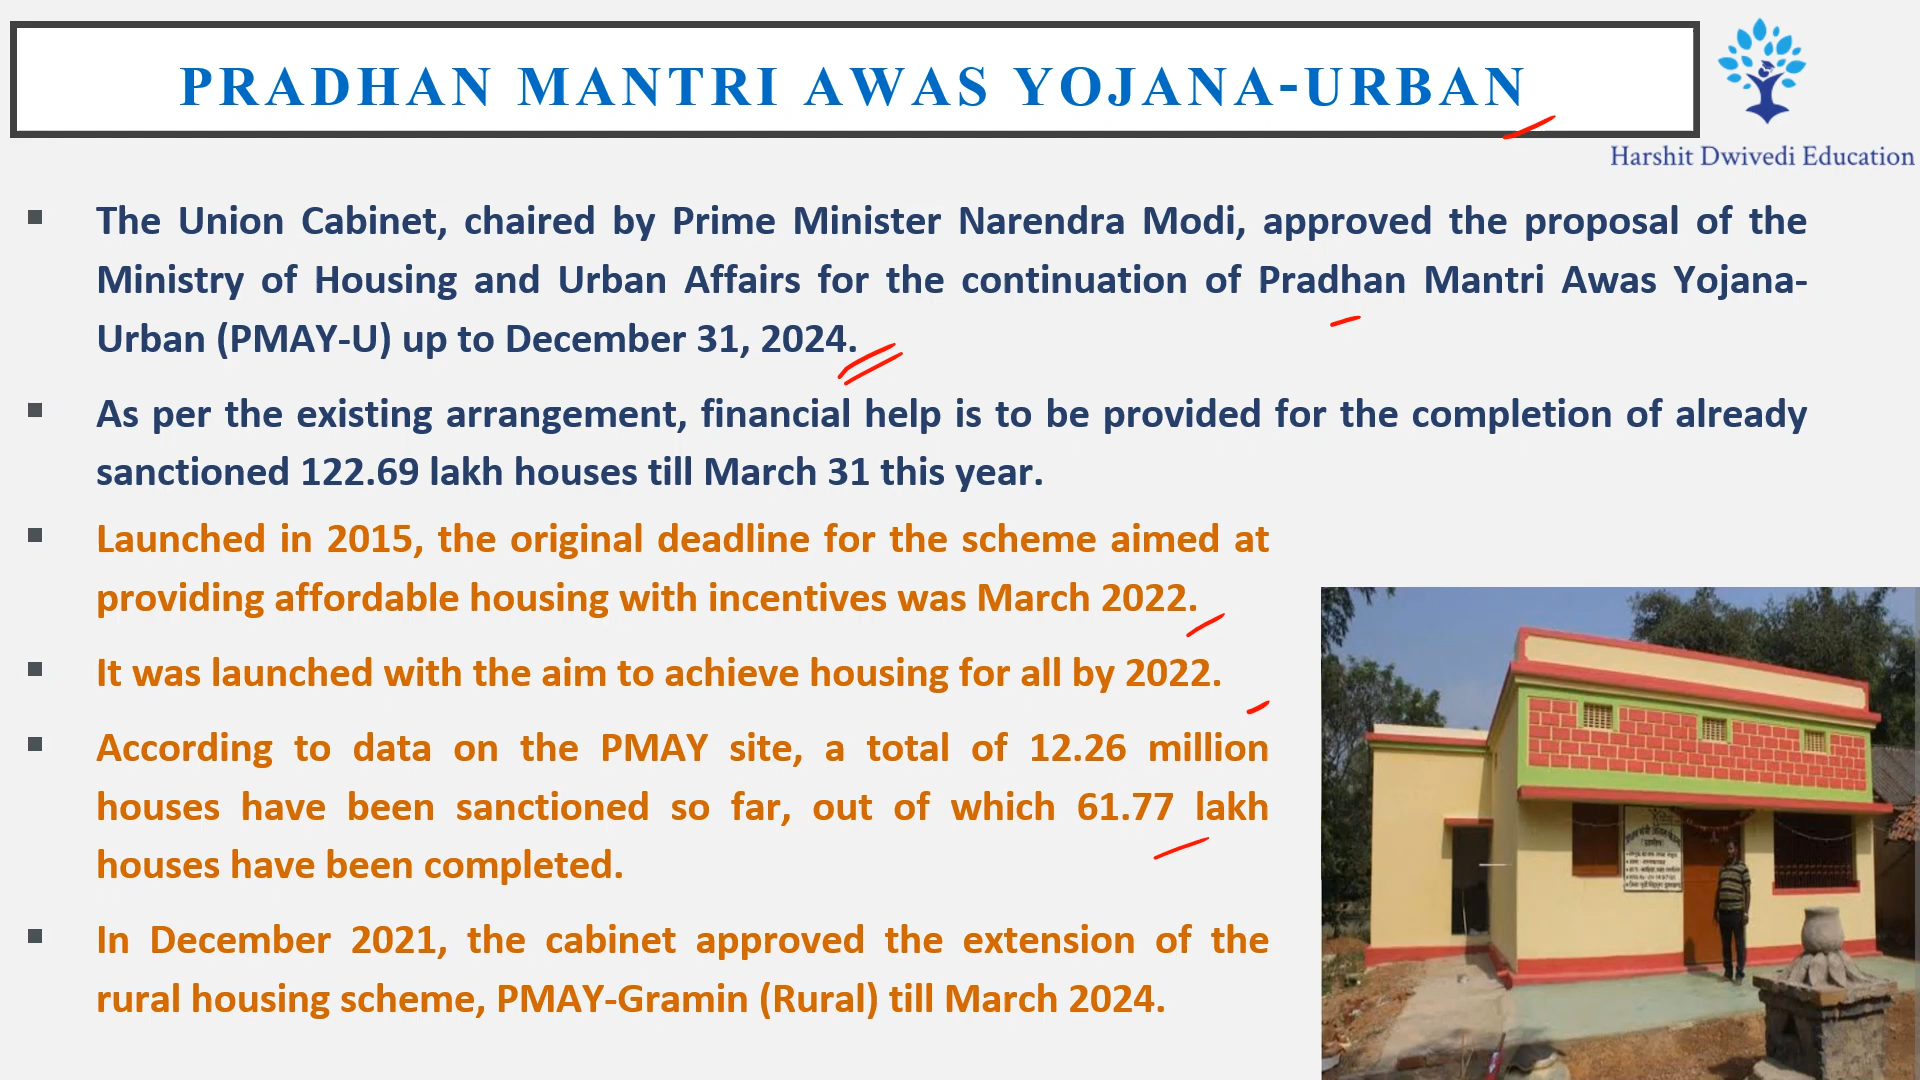 PRADHAN MANTRI AWAS YOJANA-URBAN
Harshit Dwivedi Education
▪ The Union Cabinet, chaired by Prime Minister Narendra Modi, approved the proposal of the
Ministry of Housing and Urban Affairs for the continuation of Pradhan Mantri Awas Yojana-
Urban (PMAY-U) up to December 31, 2024.
▪ As per the existing arrangement, financial help is to be provided for the completion of already
sanctioned 122.69 lakh houses till March 31 this year.
▪ Launched in 2015, the original deadline for the scheme aimed at
providing affordable housing with incentives was March 2022.
▪ It was launched with the aim to achieve housing for all by 2022.
▪ According to data on the PMAY site, a total of 12.26 million
houses have been sanctioned so far, out of which 61.77 lakh
houses have been completed.
▪ In December 2021, the cabinet approved the extension of the
rural housing scheme, PMAY-Gramin (Rural) till March 2024.